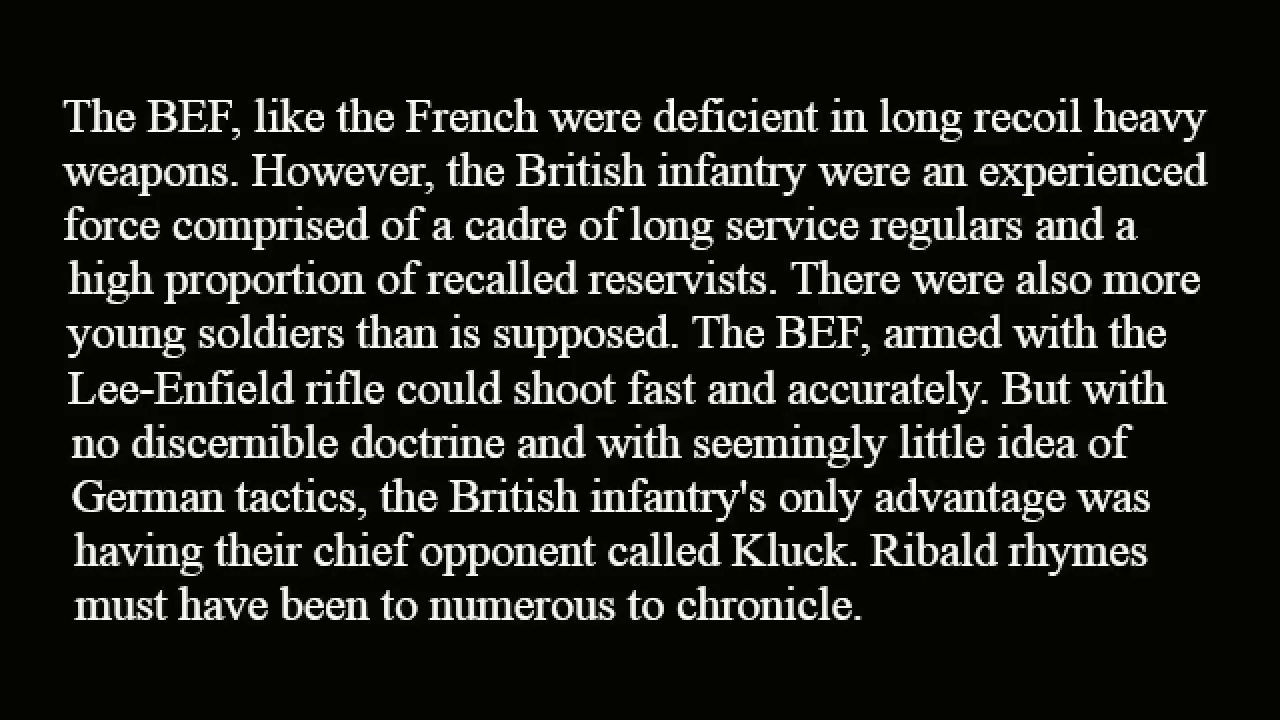 The BEF, like the French were deficient in long recoil heavy
weapons. However, the British infantry were an experienced
force comprised of a cadre of long service regulars and a
high proportion of recalled reservists. There were also more
young soldiers than is supposed. The BEF, armed with the
Lee-Enfield rifle could shoot fast and accurately. But with
no discernible doctrine and with seemingly little idea of
German tactics, the British infantry's only advantage was
having their chief opponent called Kluck. Ribald rhymes
must have been to numerous to chronicle.